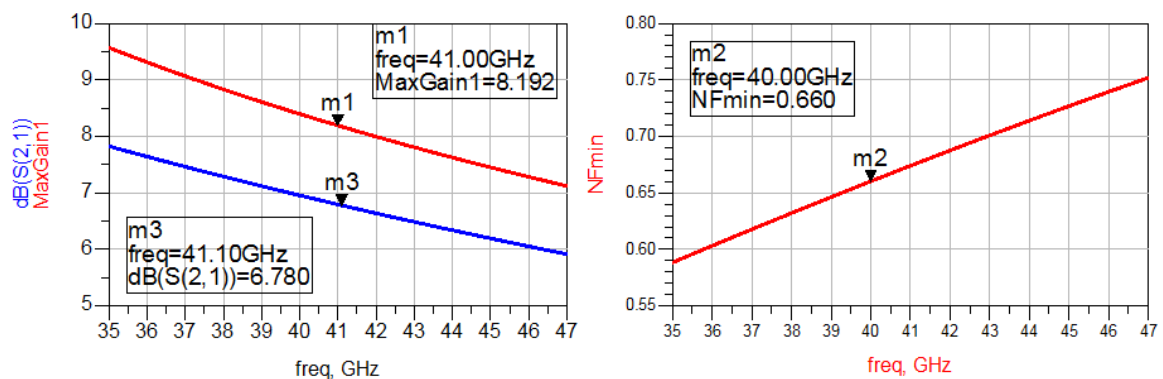 10
9
8
7
6
5
dB(S(2,1))
MaxGain1
m1
freq=41.00GHz
MaxGain1=8.192
m1
m3
m3
freq=41.10GHz
dB(S(2,1))=6.780
35 36 37 38 39 40 41 42 43 44 45 46 47
freq, GHz
0.80
0.75
0.70
0.65
0.60
0.55
NFmin
m2
freq=40.00GHz
NFmin=0.660
m2
35 36 37 38 39 40 41 42 43 44 45 46 47
freq, GHz